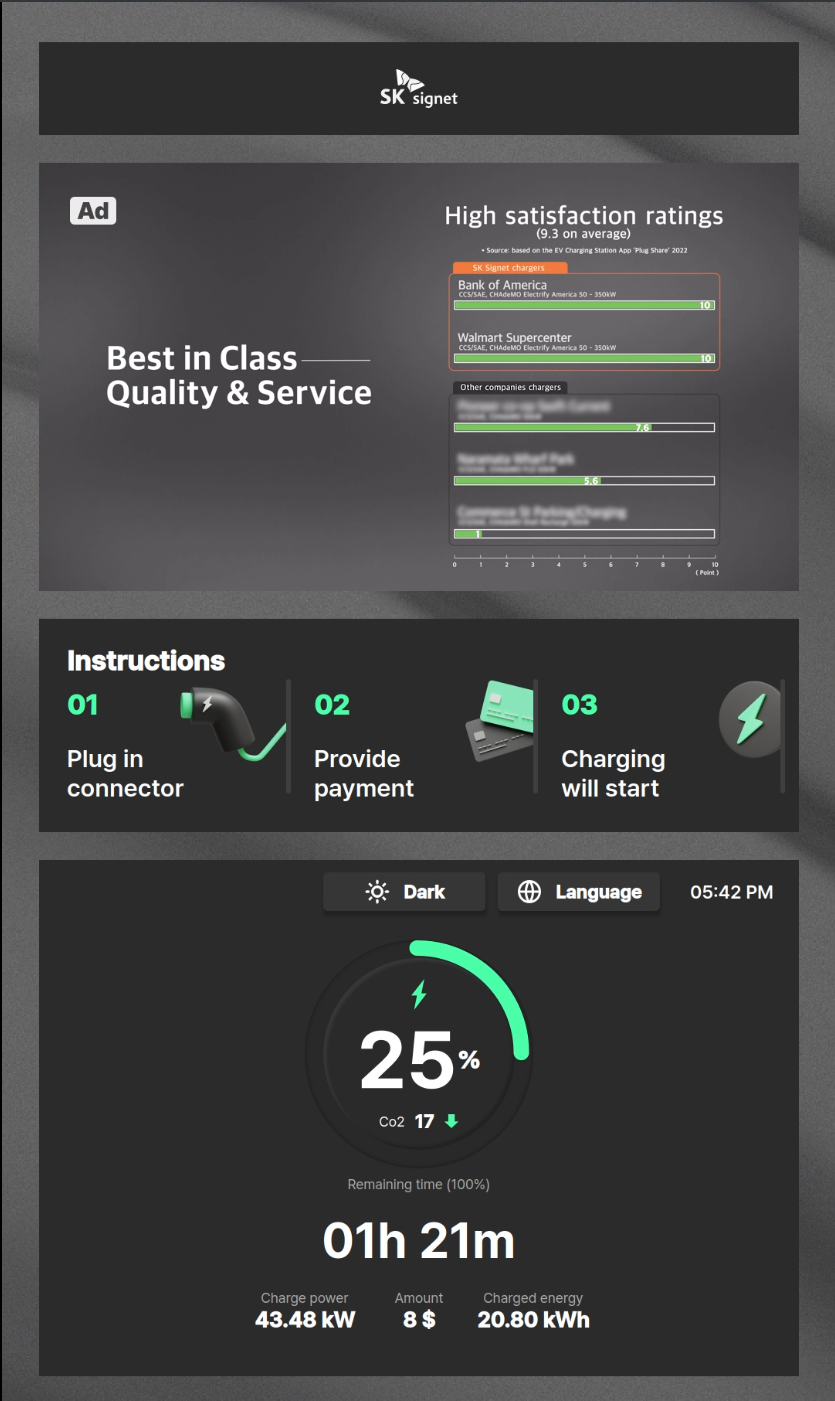 SK signet
Ad
Best in Class
Quality & Service
High satisfaction ratings
(9.3 on average)
• Source: based on the EV Charging Station App 'Plug Share' 2022
SK Signet chargers
Bank of America
CCS/SAE, CHAdeMO Electrify America 50 - 350kW
10
Walmart Supercenter
CCS/SAE, CHAdeMO Electrify America 50 - 350kW
10
Other companies chargers
7.6
5.6
1
0 1 2 3 4 5 6 7 8 9 10
( Point )
Instructions
01
Plug in
connector
02
Provide
payment
03
Charging
will start
Dark
Language
05:42 PM
25%
Co2 17
Remaining time (100%)
01h 21m
Charge power Amount Charged energy
43.48 kW 8 $ 20.80 kWh